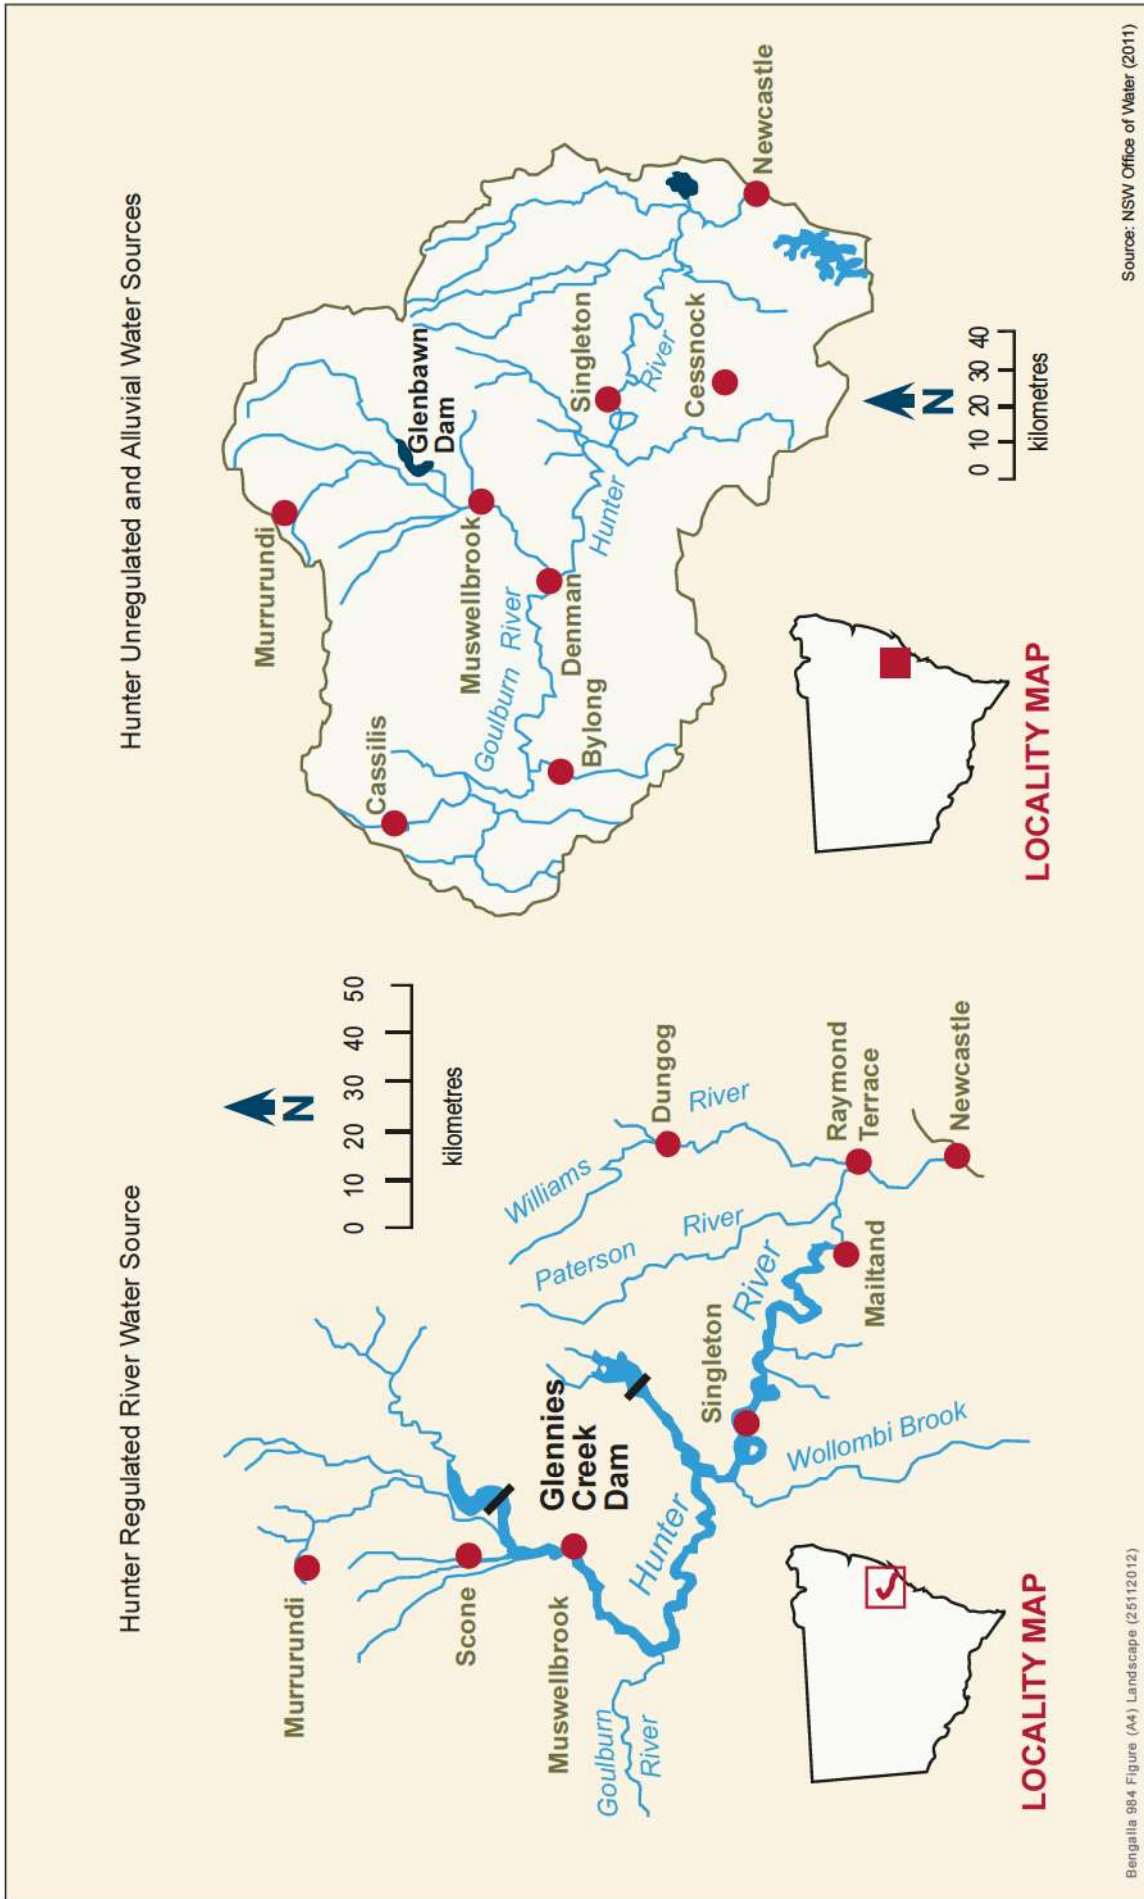 Hunter Regulated River Water Source
Murrurundi
Scone
Muswellbrook
Goulburn
River
Hunter
Glennies
Creek
Dam
Singleton
River
Wollombi Brook
Mailtand
Paterson
River
Williams
River
Dungog
Raymond
Terrace
Newcastle
N
0 10 20 30 40 50
kilometres
LOCALITY MAP
Hunter Unregulated and Alluvial Water Sources
Murrurundi
Cassilis
Glenbawn
Dam
Muswellbrook
Goulburn River
Denman
Bylong
Hunter
Singleton
River
Cessnock
Newcastle
N
0 10 20 30 40
kilometres
LOCALITY MAP
Bengalla 984 Figure (A4) Landscape (25112012)
Source: NSW Office of Water (2011)